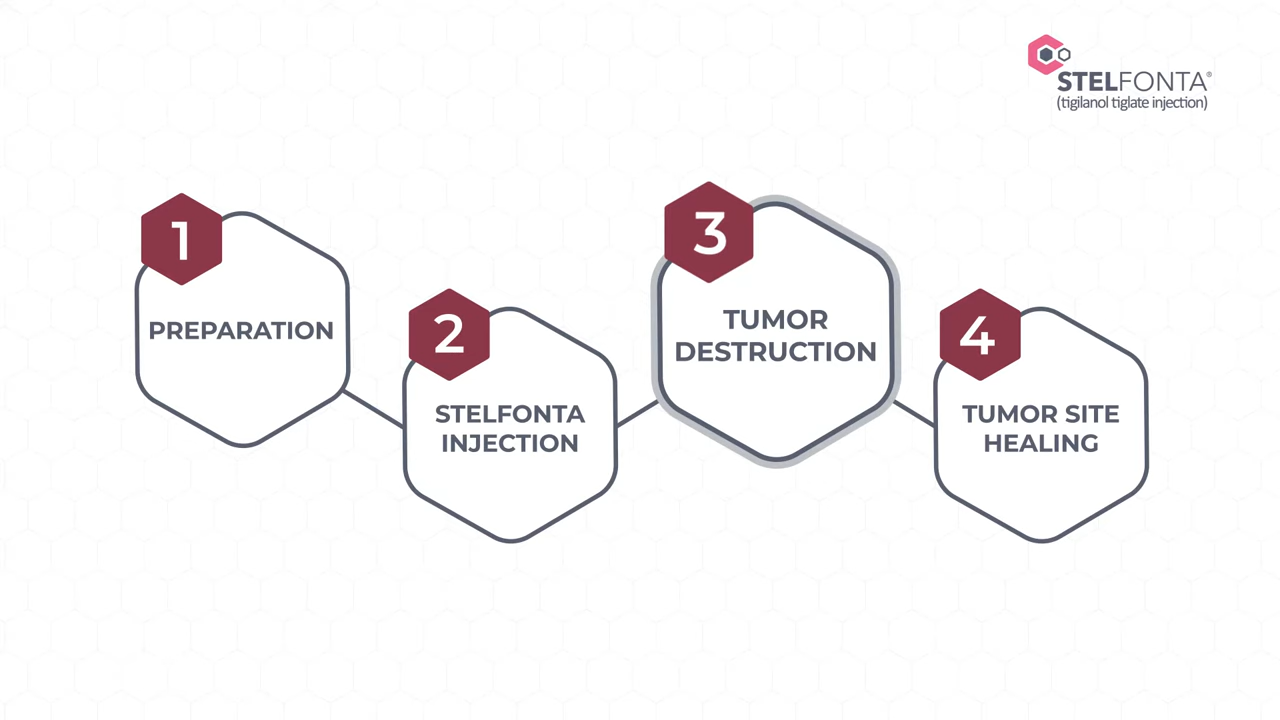 STELFONTA®
(tigilanol tiglate injection)
1
PREPARATION
2
STELFONTA
INJECTION
3
TUMOR
DESTRUCTION
4
TUMOR SITE
HEALING